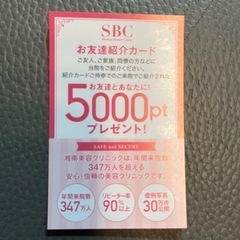 SBC
お友達紹介カード
ご友人、ご家族、同僚の方などに
当院をご紹介ください。
紹介カードご持参でのご来院でご紹介された
お友達とあなたに!
5000pt
プレゼント!
SAFE and SECURE
湘南美容クリニックは、年間来院数
347万人を超える
安心・信頼の美容クリニックです。
年間来院数
347万人
リピーター率
90%以上
症例写真
30万件公開